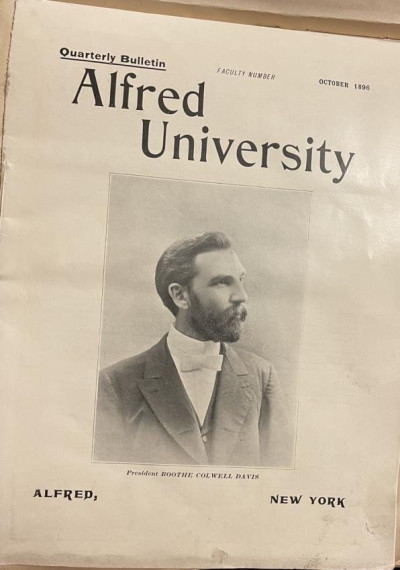 Quarterly Bulletin
FACULTY NUMBER
OCTOBER 1896
Alfred
University
President BOOTHE COLWELL DAVIS
ALFRED,
NEW YORK